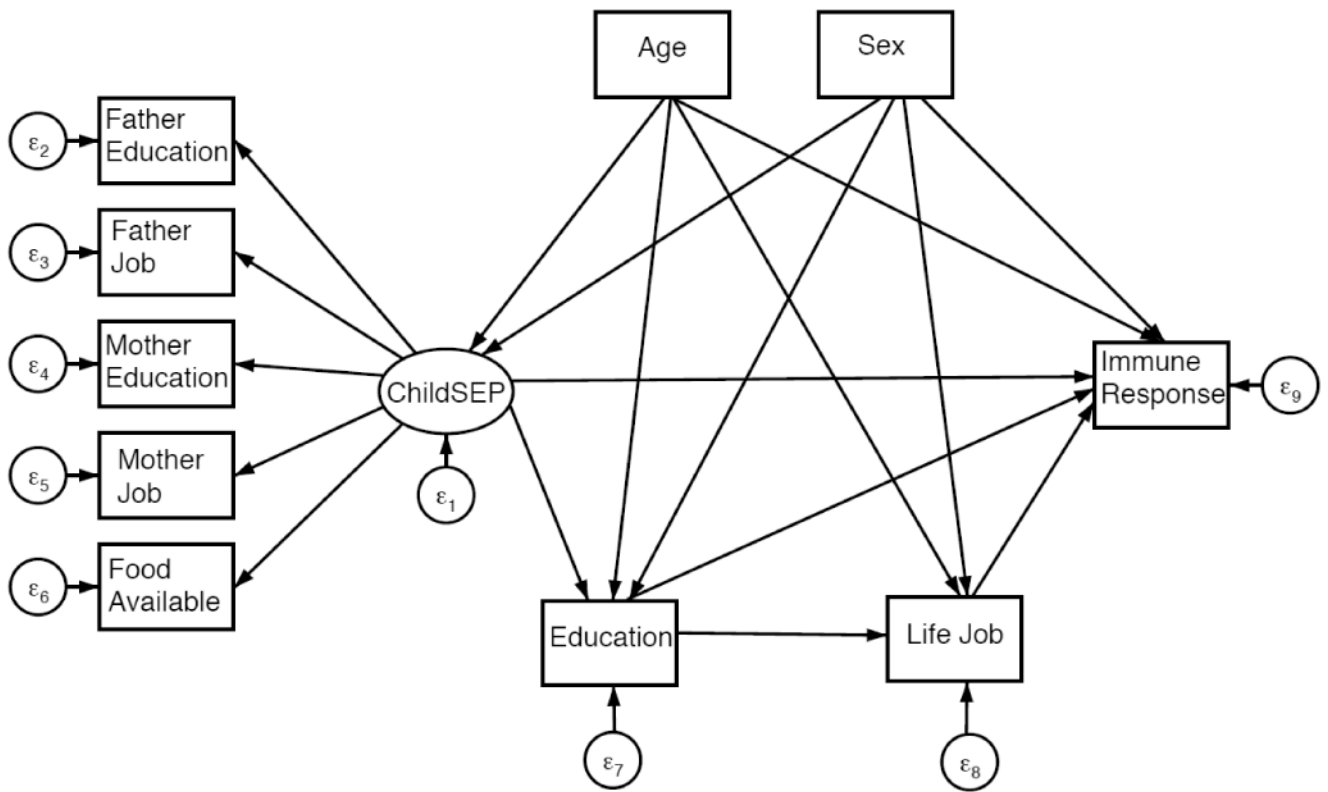 Age
Sex
ε2
Father
Education
ε3
Father
Job
ε4
Mother
Education
ε5
Mother
Job
ε6
Food
Available
ChildSEP
ε1
Immune
Response
ε9
Education
Life Job
ε7
ε8